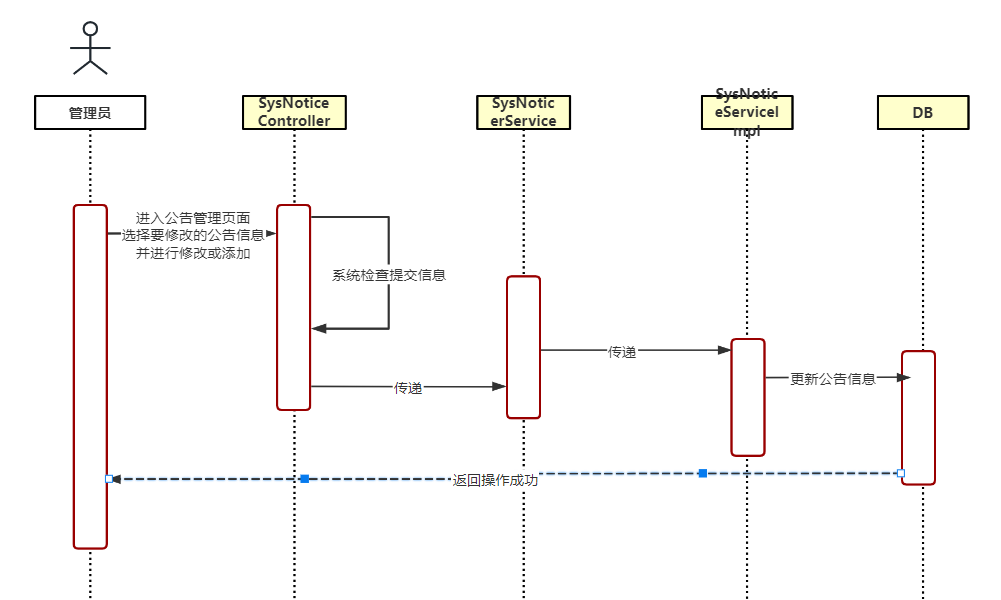 管理员
SysNotice
Controller
SysNotic
erService
SysNotic
eServiceI
mpl
DB
进入公告管理页面
选择要修改的公告信息
并进行修改或添加
系统检查提交信息
传递
传递
更新公告信息
返回操作成功